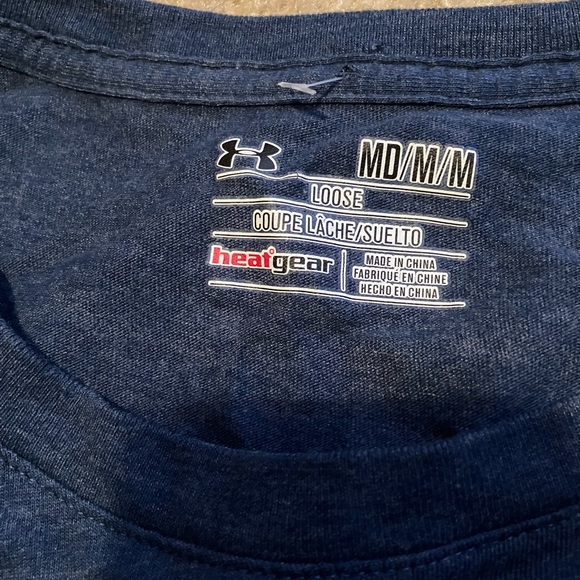 MD/M/M
LOOSE
COUPE LÂCHE/SUELTO
heatgear
MADE IN CHINA
FABRIQUÉ EN CHINE
HECHO EN CHINA